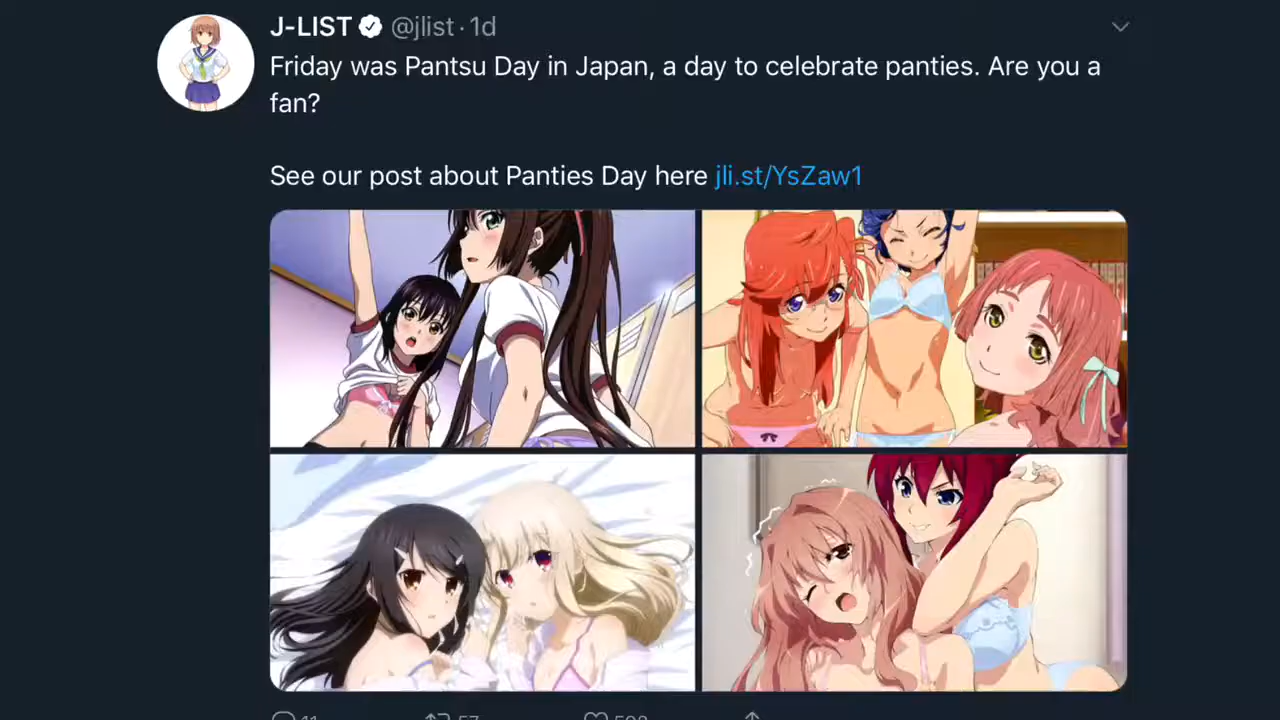 J-LIST @jlist · 1d
Friday was Pantsu Day in Japan, a day to celebrate panties. Are you a
fan?
See our post about Panties Day here jli.st/YsZaw1